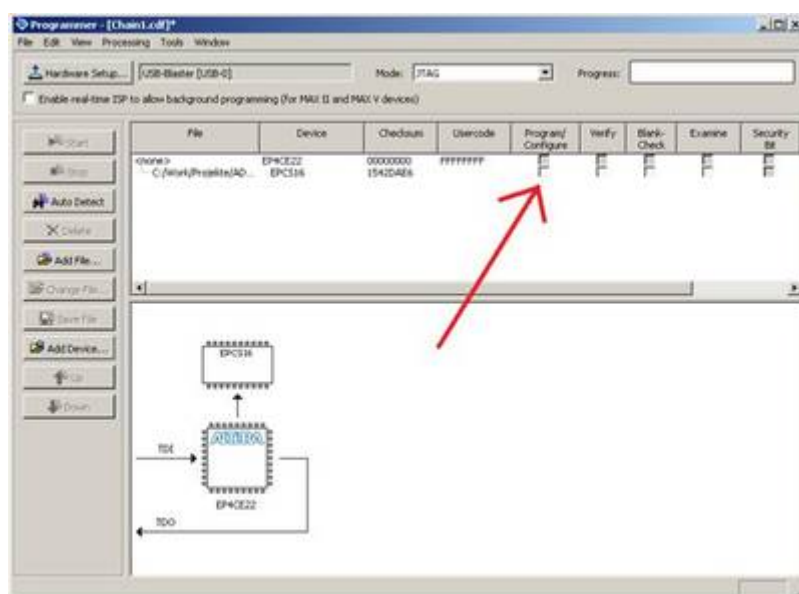 Programmer - [Chain1.cdf]*
File Edit View Processing Tools Window
Hardware Setup... USB-Blaster [USB-0] Mode: JTAG Progress:
Enable real-time ISP to allow background programming (for MAX II and MAX V devices)
Start
Stop
Auto Detect
Delete
Add File...
Change File...
Save File
Add Device...
Up
Down
File Device Checksum Usercode Program/ Configure Verify Blank- Check Examine Security Bit
<none> EP4CE22 00000000 FFFFFFFF
C:/Work/Projekte/AD... EPCS16 1542DAE6
EPCS16
ALTERA
TDI
EP4CE22
TDO